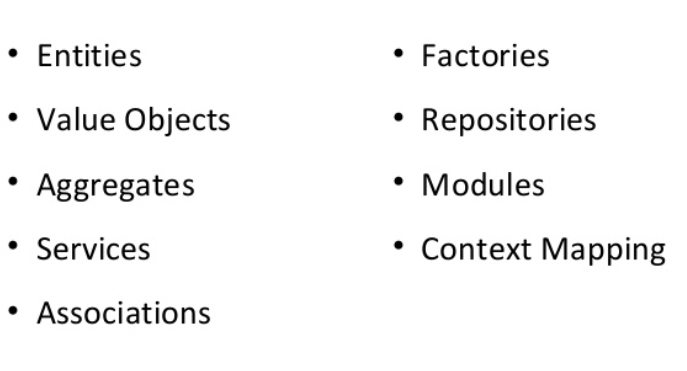 • Entities
• Value Objects
• Aggregates
• Services
• Associations
• Factories
• Repositories
• Modules
• Context Mapping